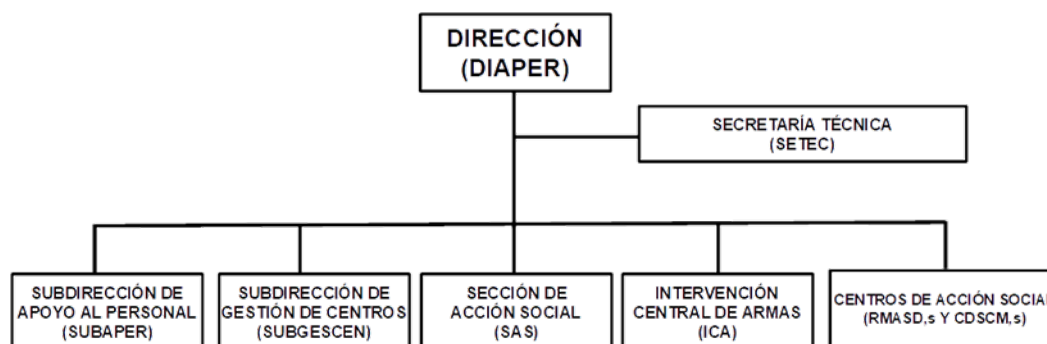 DIRECCIÓN
(DIAPER)
SECRETARÍA TÉCNICA
(SETEC)
SUBDIRECCIÓN DE
APOYO AL PERSONAL
(SUBAPER)
SUBDIRECCIÓN DE
GESTIÓN DE CENTROS
(SUBGESCEN)
SECCIÓN DE
ACCIÓN SOCIAL
(SAS)
INTERVENCIÓN
CENTRAL DE ARMAS
(ICA)
CENTROS DE ACCIÓN SOCIAL
(RMASD,s Y CDSCM,s)